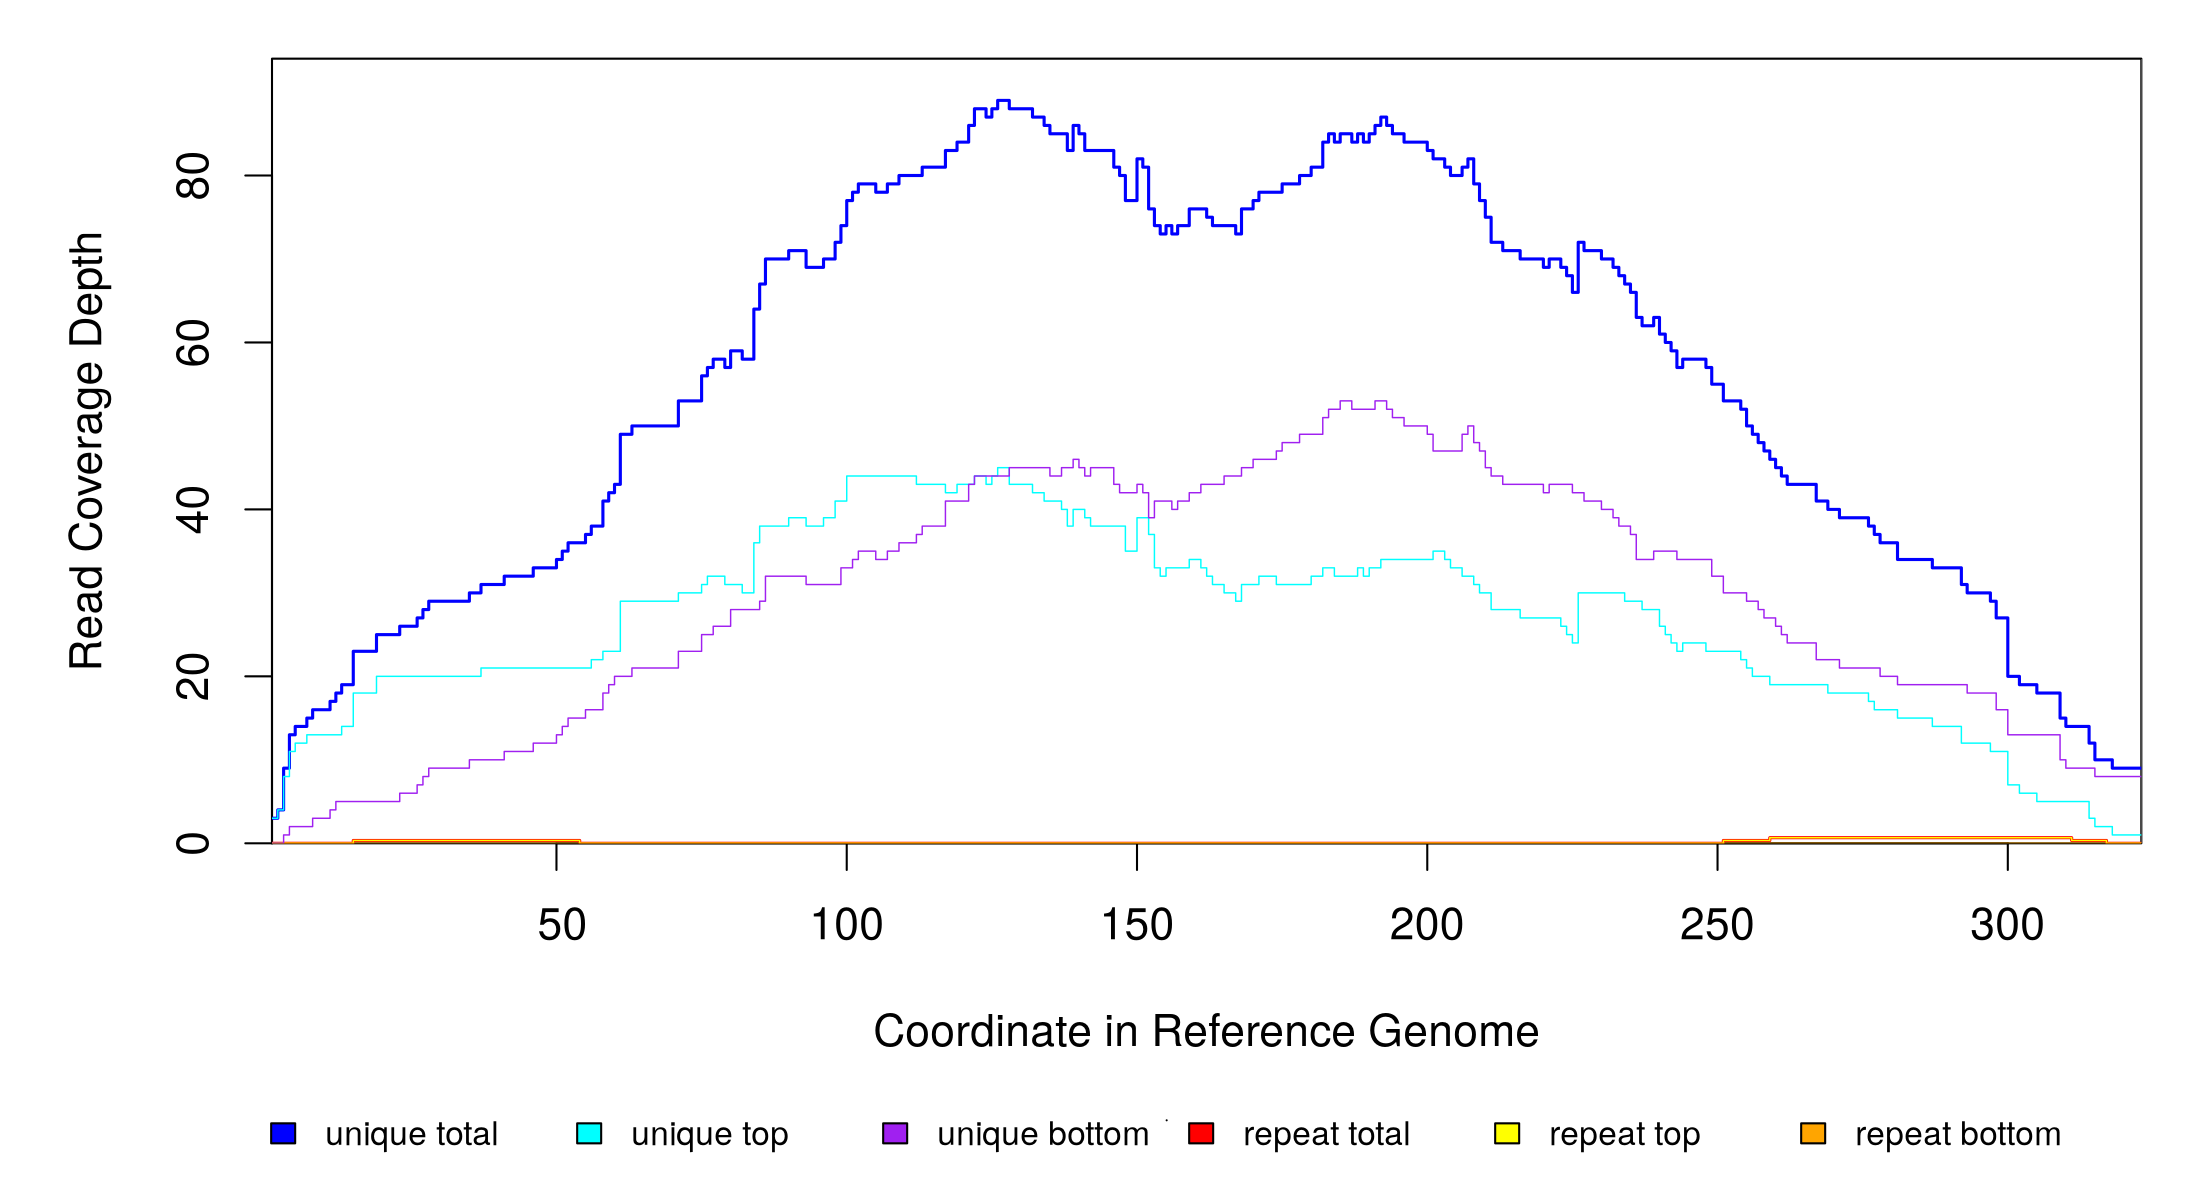 Read Coverage Depth
80
60
40
20
0
50 100 150 200 250 300
Coordinate in Reference Genome
unique total unique top unique bottom repeat total repeat top repeat bottom